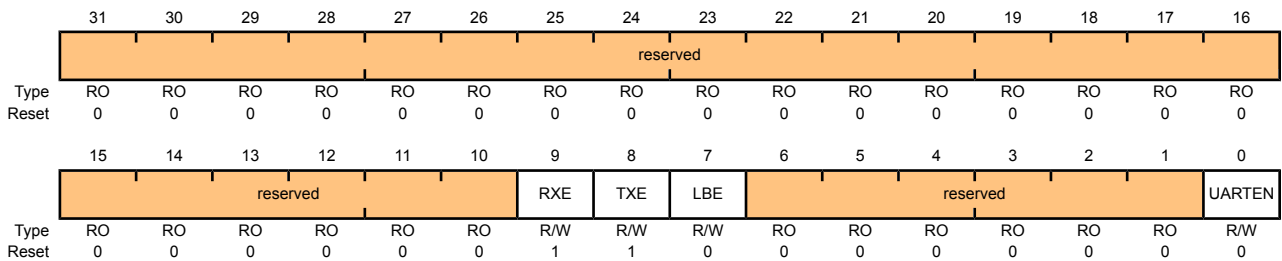 31 30 29 28 27 26 25 24 23 22 21 20 19 18 17 16
reserved
Type RO RO RO RO RO RO RO RO RO RO RO RO RO RO RO RO
Reset 0 0 0 0 0 0 0 0 0 0 0 0 0 0 0 0
15 14 13 12 11 10 9 8 7 6 5 4 3 2 1 0
reserved RXE TXE LBE reserved UARTEN
Type RO RO RO RO RO RO R/W R/W R/W RO RO RO RO RO RO R/W
Reset 0 0 0 0 0 0 1 1 0 0 0 0 0 0 0 0